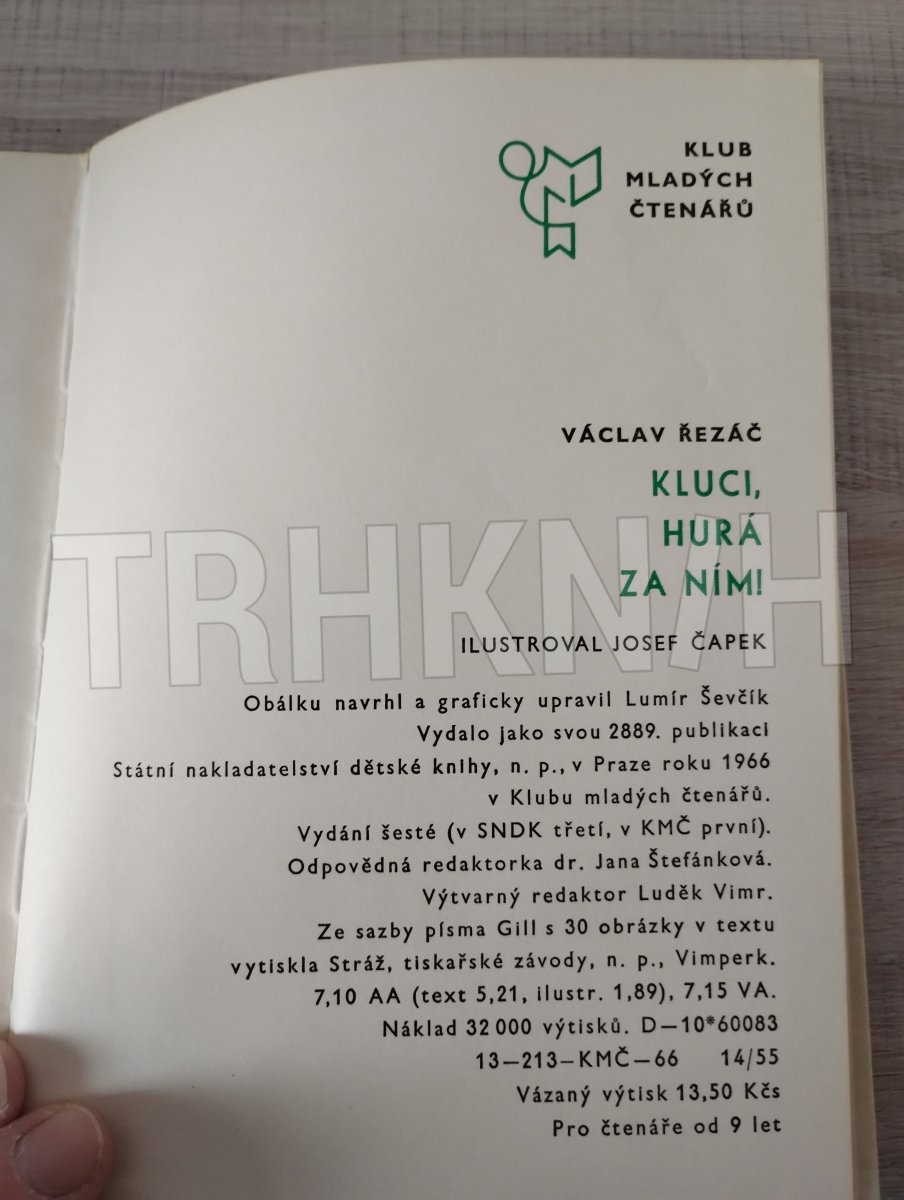 KLUB
MLADÝCH
ČTENÁŘŮ
VÁCLAV ŘEZÁČ
KLUCI,
HURÁ
ZA NÍM!
TRHKNIH
ILUSTROVAL JOSEF ČAPEK
Obálku navrhl a graficky upravil Lumír Ševčík
Vydalo jako svou 2889. publikaci
Státní nakladatelství dětské knihy, n. p., v Praze roku 1966
v Klubu mladých čtenářů.
Vydání šesté (v SNDK třetí, v KMČ první).
Odpovědná redaktorka dr. Jana Štefánková.
Výtvarný redaktor Luděk Vimr.
Ze sazby písma Gill s 30 obrázky v textu
vytiskla Stráž, tiskařské závody, n. p., Vimperk.
7,10 AA (text 5,21, ilustr. 1,89), 7,15 VA.
Náklad 32 000 výtisků. D—10*60083
13—213—KMČ—66 14/55
Vázaný výtisk 13,50 Kčs
Pro čtenáře od 9 let